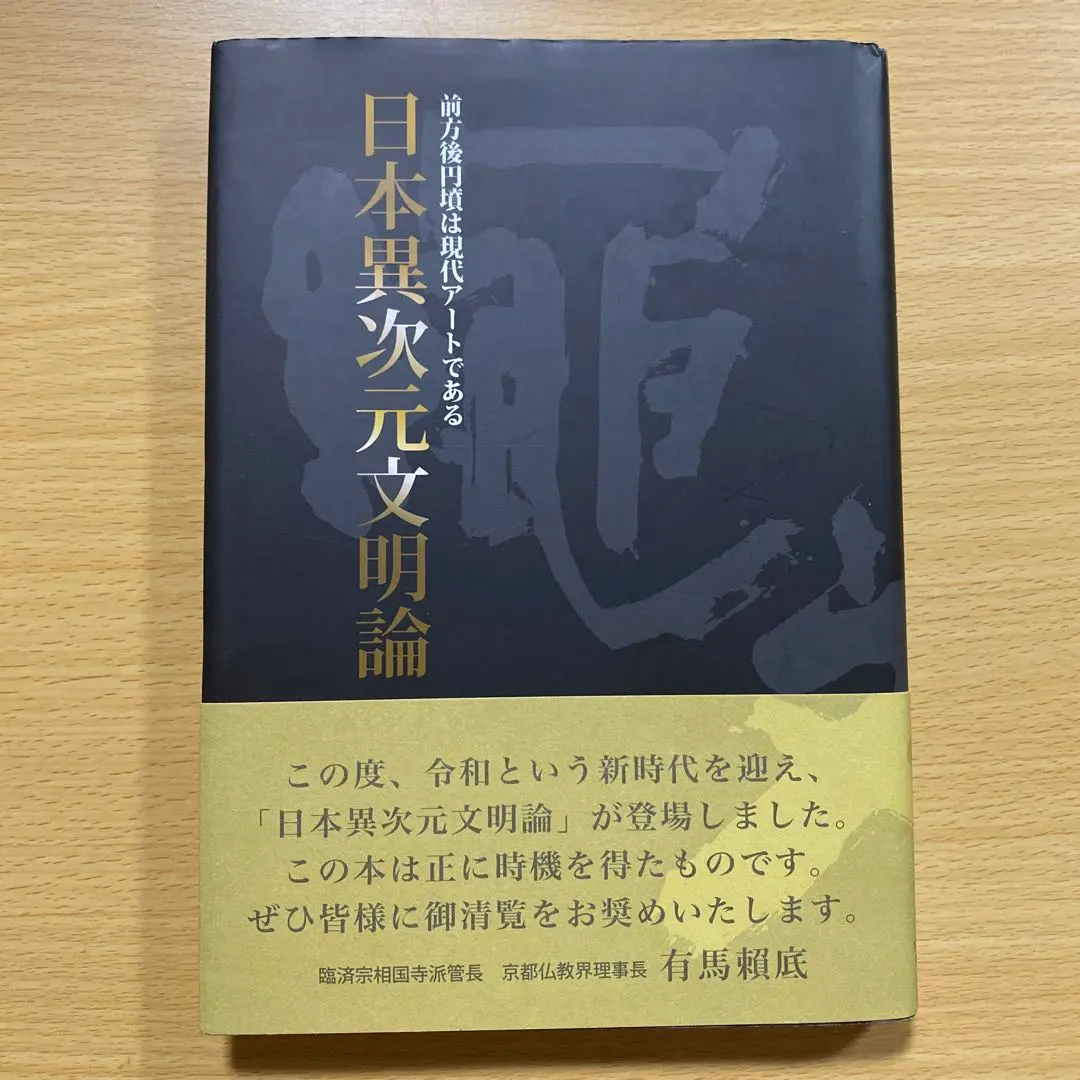 前方後円墳は現代アートである
日本異次元文明論
この度、令和という新時代を迎え、
「日本異次元文明論」が登場しました。
この本は正に時機を得たものです。
ぜひ皆様に御清覧をお奨めいたします。
臨済宗相国寺派管長 京都仏教界理事長 有馬賴底